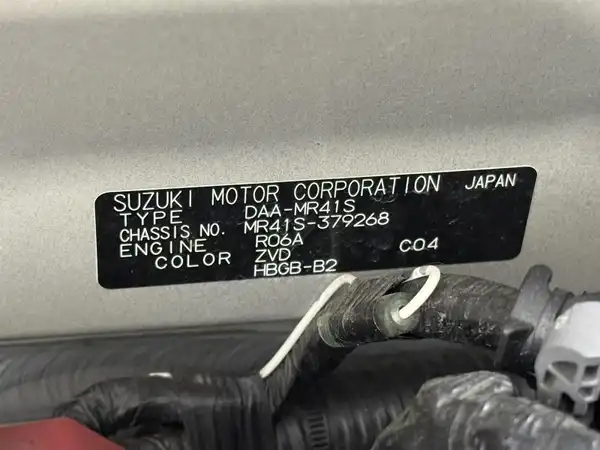 SUZUKI MOTOR CORPORATION JAPAN
TYPE DAA-MR41S
CHASSIS NO. MR41S-379268
ENGINE R06A C04
COLOR ZVD
HBGB-B2